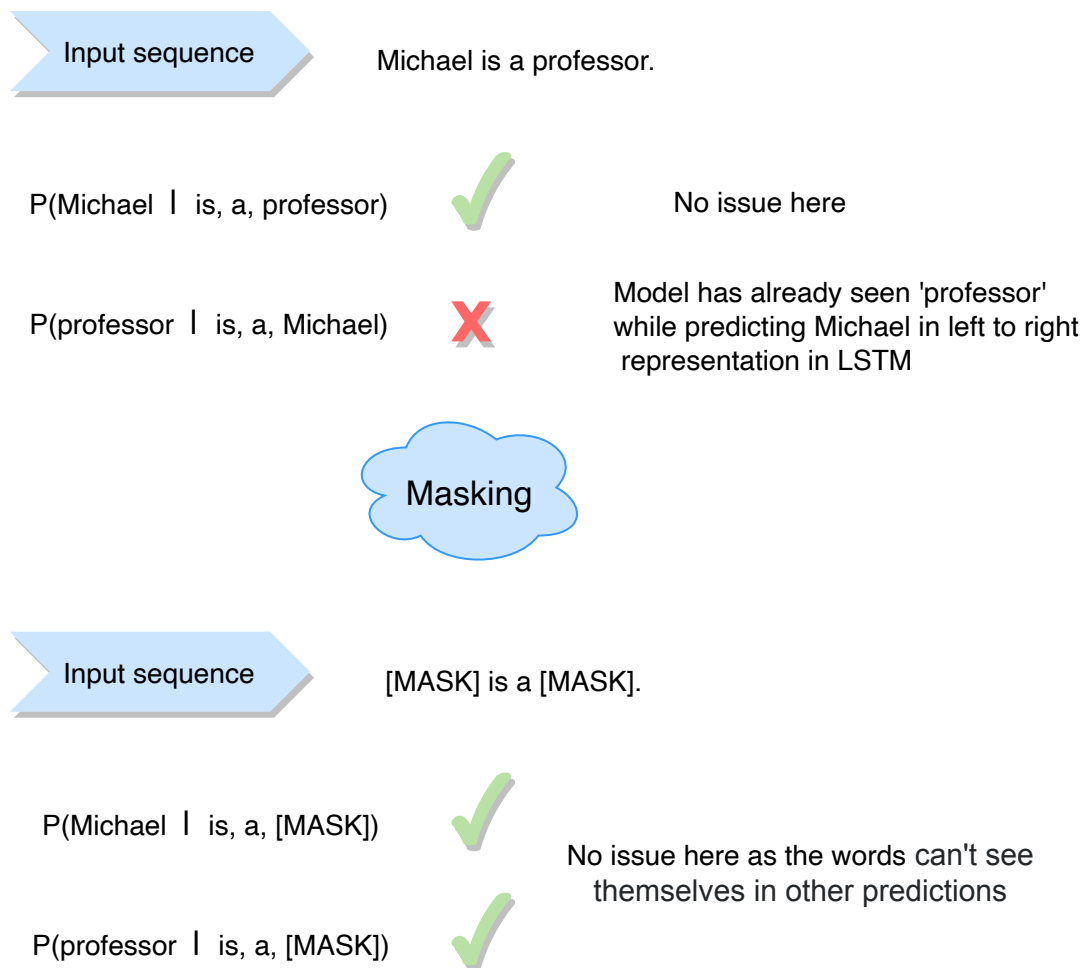 Input sequence
Michael is a professor.
P(Michael | is, a, professor)
No issue here
P(professor | is, a, Michael)
X
Model has already seen 'professor'
while predicting Michael in left to right
representation in LSTM
Masking
Input sequence
[MASK] is a [MASK].
P(Michael | is, a, [MASK])
No issue here as the words can't see
themselves in other predictions
P(professor | is, a, [MASK])